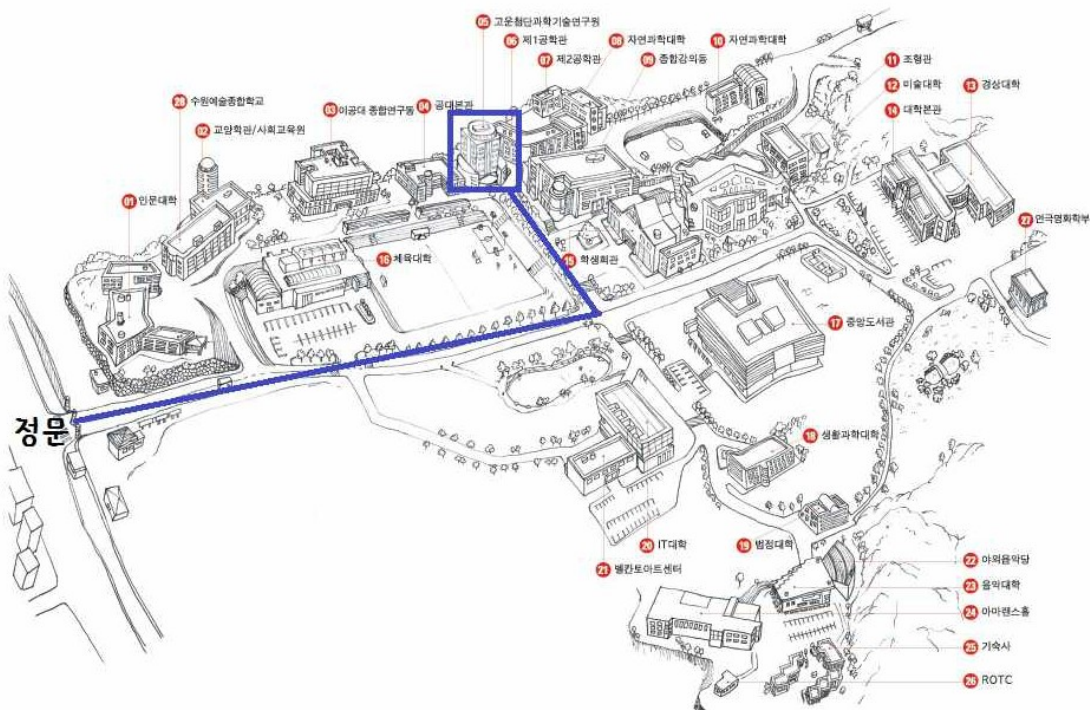 05 고운첨단과학기술연구원
06 제1공학관
07 제2공학관
08 자연과학대학
09 종합강의동
10 자연과학대학
11 조형관
12 미술대학
13 경상대학
14 대학본관
28 수원예술종합학교
02 교양학관/사회교육원
03 이공대 종합연구동
04 공대본관
01 인문대학
27 연극영화학부
16 체육대학
15 학생회관
17 중앙도서관
정문
18 생활과학대학
20 IT대학
19 법정대학
21 벨칸토아트센터
22 야외음악당
23 음악대학
24 아마랜스홀
25 기숙사
26 ROTC